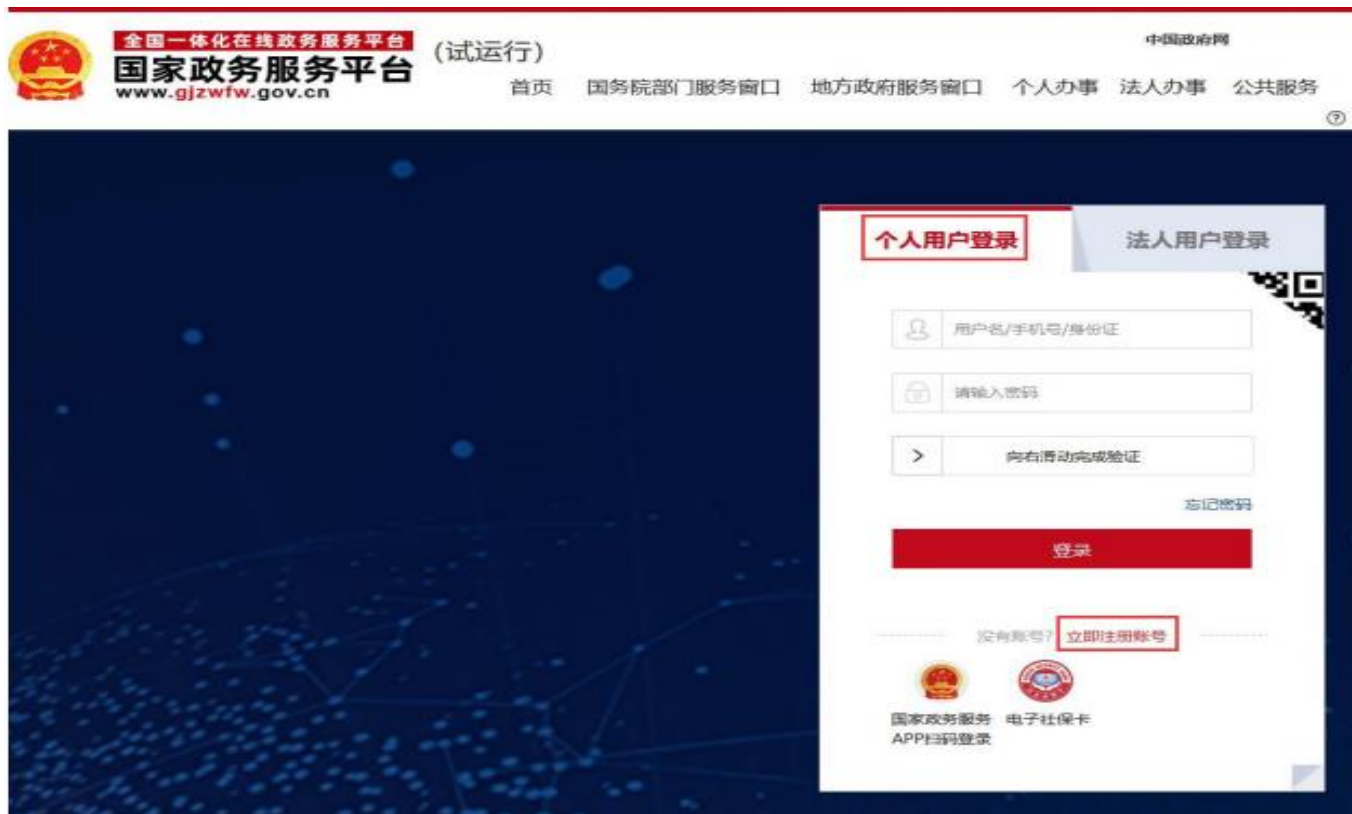 全国一体化在线政务服务平台
国家政务服务平台
www.gjzwfw.gov.cn
(试运行)
中国政府网
首页 国务院部门服务窗口 地方政府服务窗口 个人办事 法人办事 公共服务
?
个人用户登录 法人用户登录
用户名/手机号/身份证
请输入密码
> 向右滑动完成验证
忘记密码
登录
没有账号? 立即注册账号
国家政务服务 电子社保卡
APP扫码登录